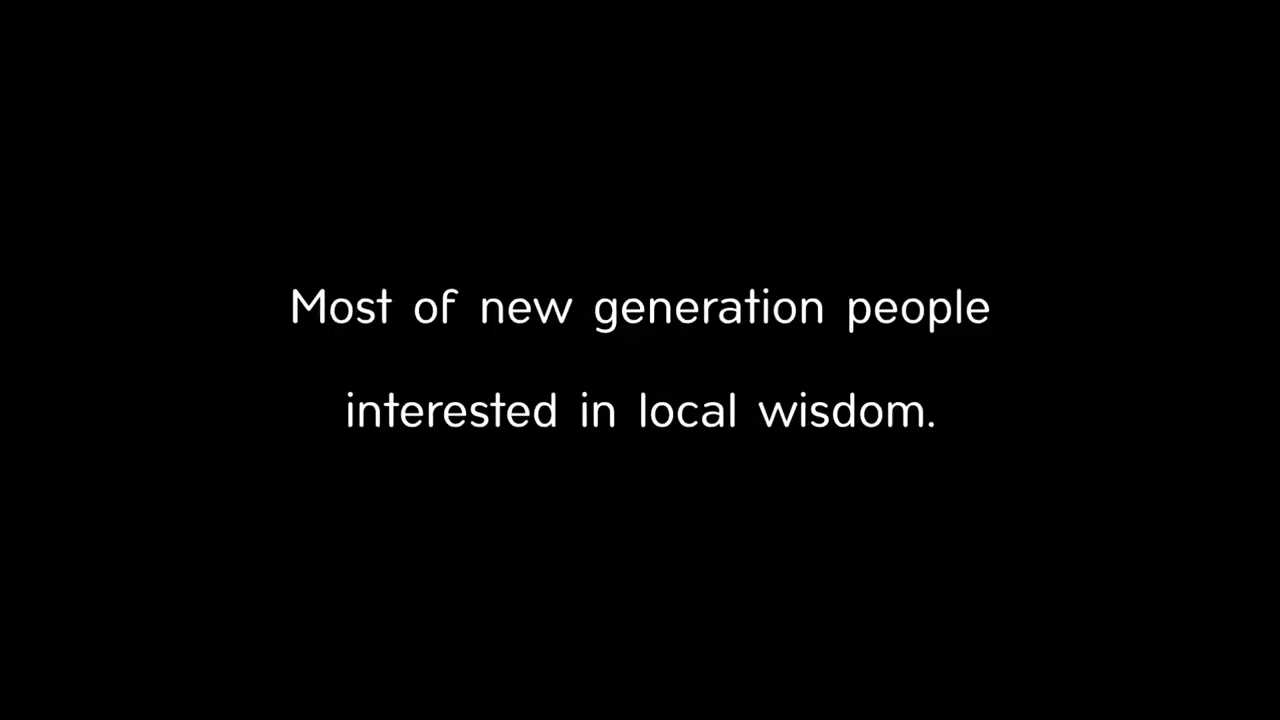 Most of new generation people
interested in local wisdom.